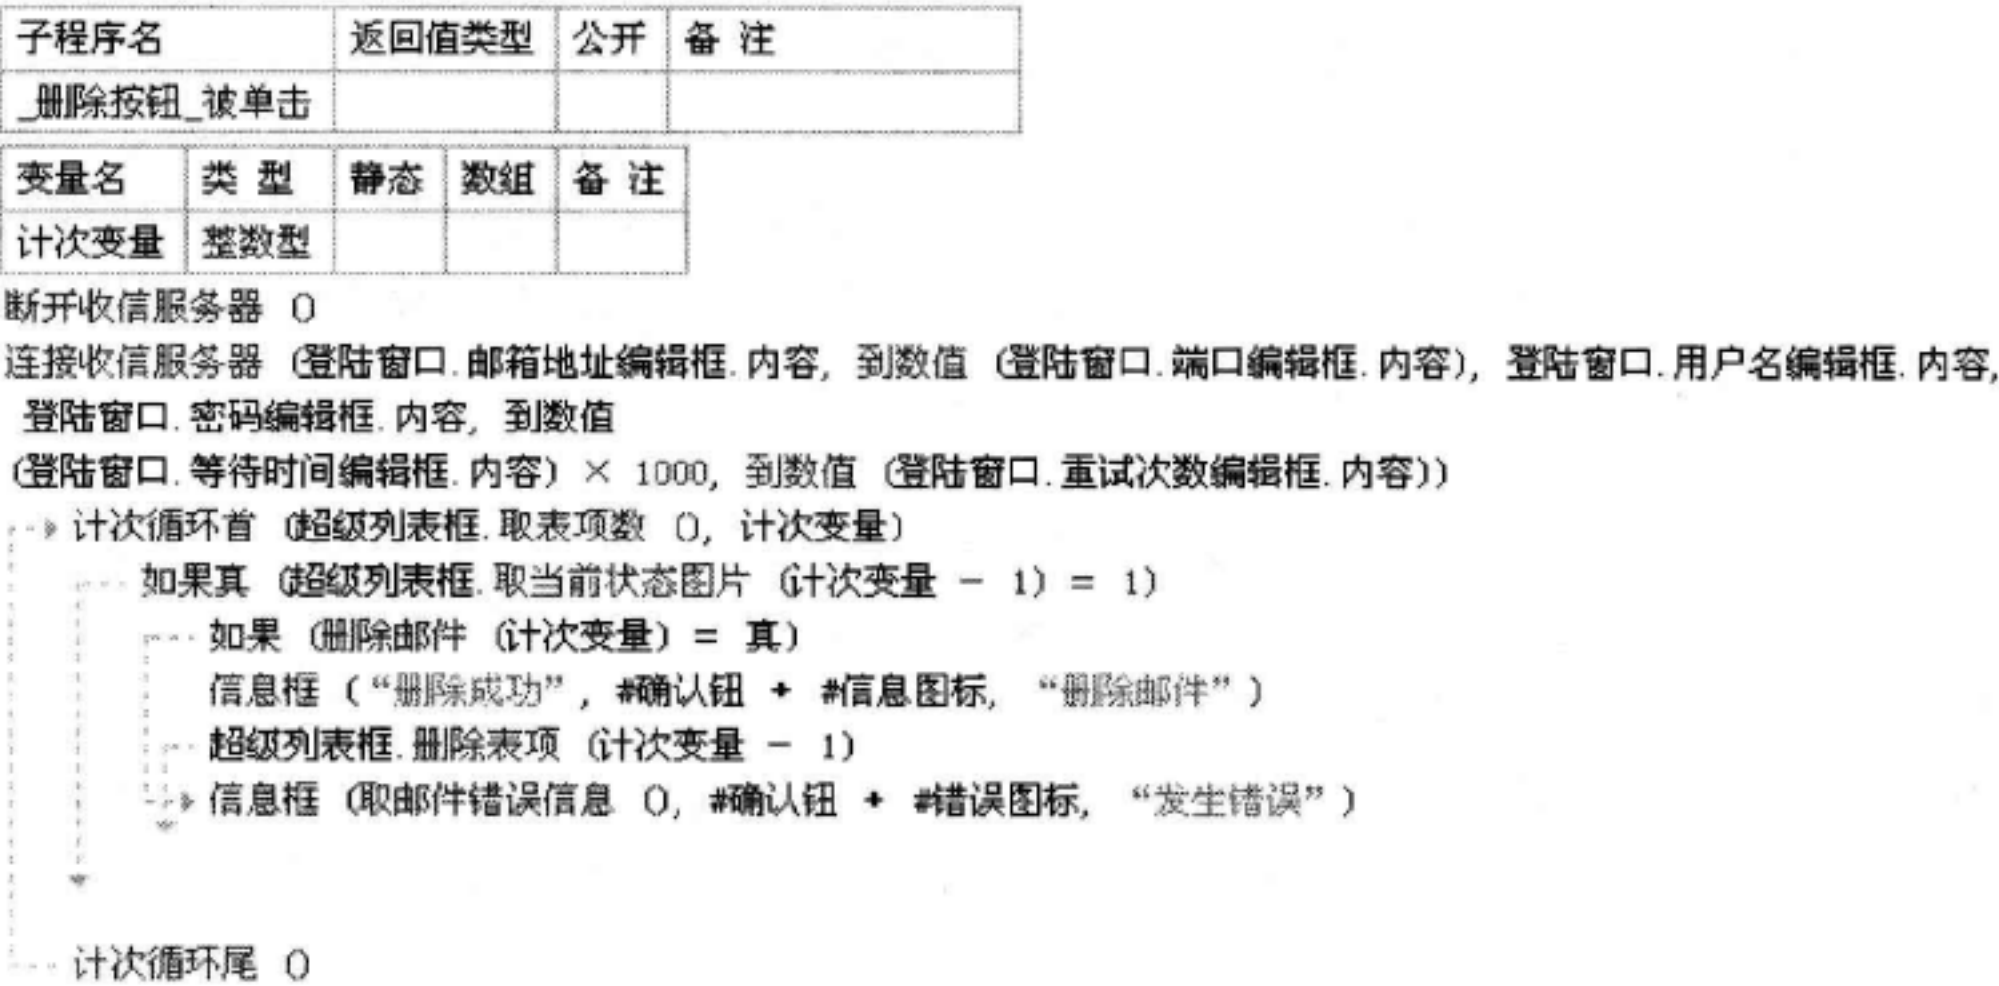 子程序名 返回值类型 公开 备 注
_删除按钮_被单击
变量名 类 型 静态 数组 备 注
计次变量 整数型
断开收信服务器 ()
连接收信服务器 (登陆窗口.邮箱地址编辑框.内容, 到数值 (登陆窗口.端口编辑框.内容), 登陆窗口.用户名编辑框.内容,
登陆窗口.密码编辑框.内容, 到数值
(登陆窗口.等待时间编辑框.内容) × 1000, 到数值 (登陆窗口.重试次数编辑框.内容))
计次循环首 (超级列表框.取表项数 (), 计次变量)
如果真 (超级列表框.取当前状态图片 (计次变量 － 1) = 1)
如果 (删除邮件 (计次变量) = 真)
信息框 (“删除成功”, #确认钮 + #信息图标, “删除邮件”)
超级列表框.删除表项 (计次变量 － 1)
信息框 (取邮件错误信息 (), #确认钮 + #错误图标, “发生错误”)
计次循环尾 ()